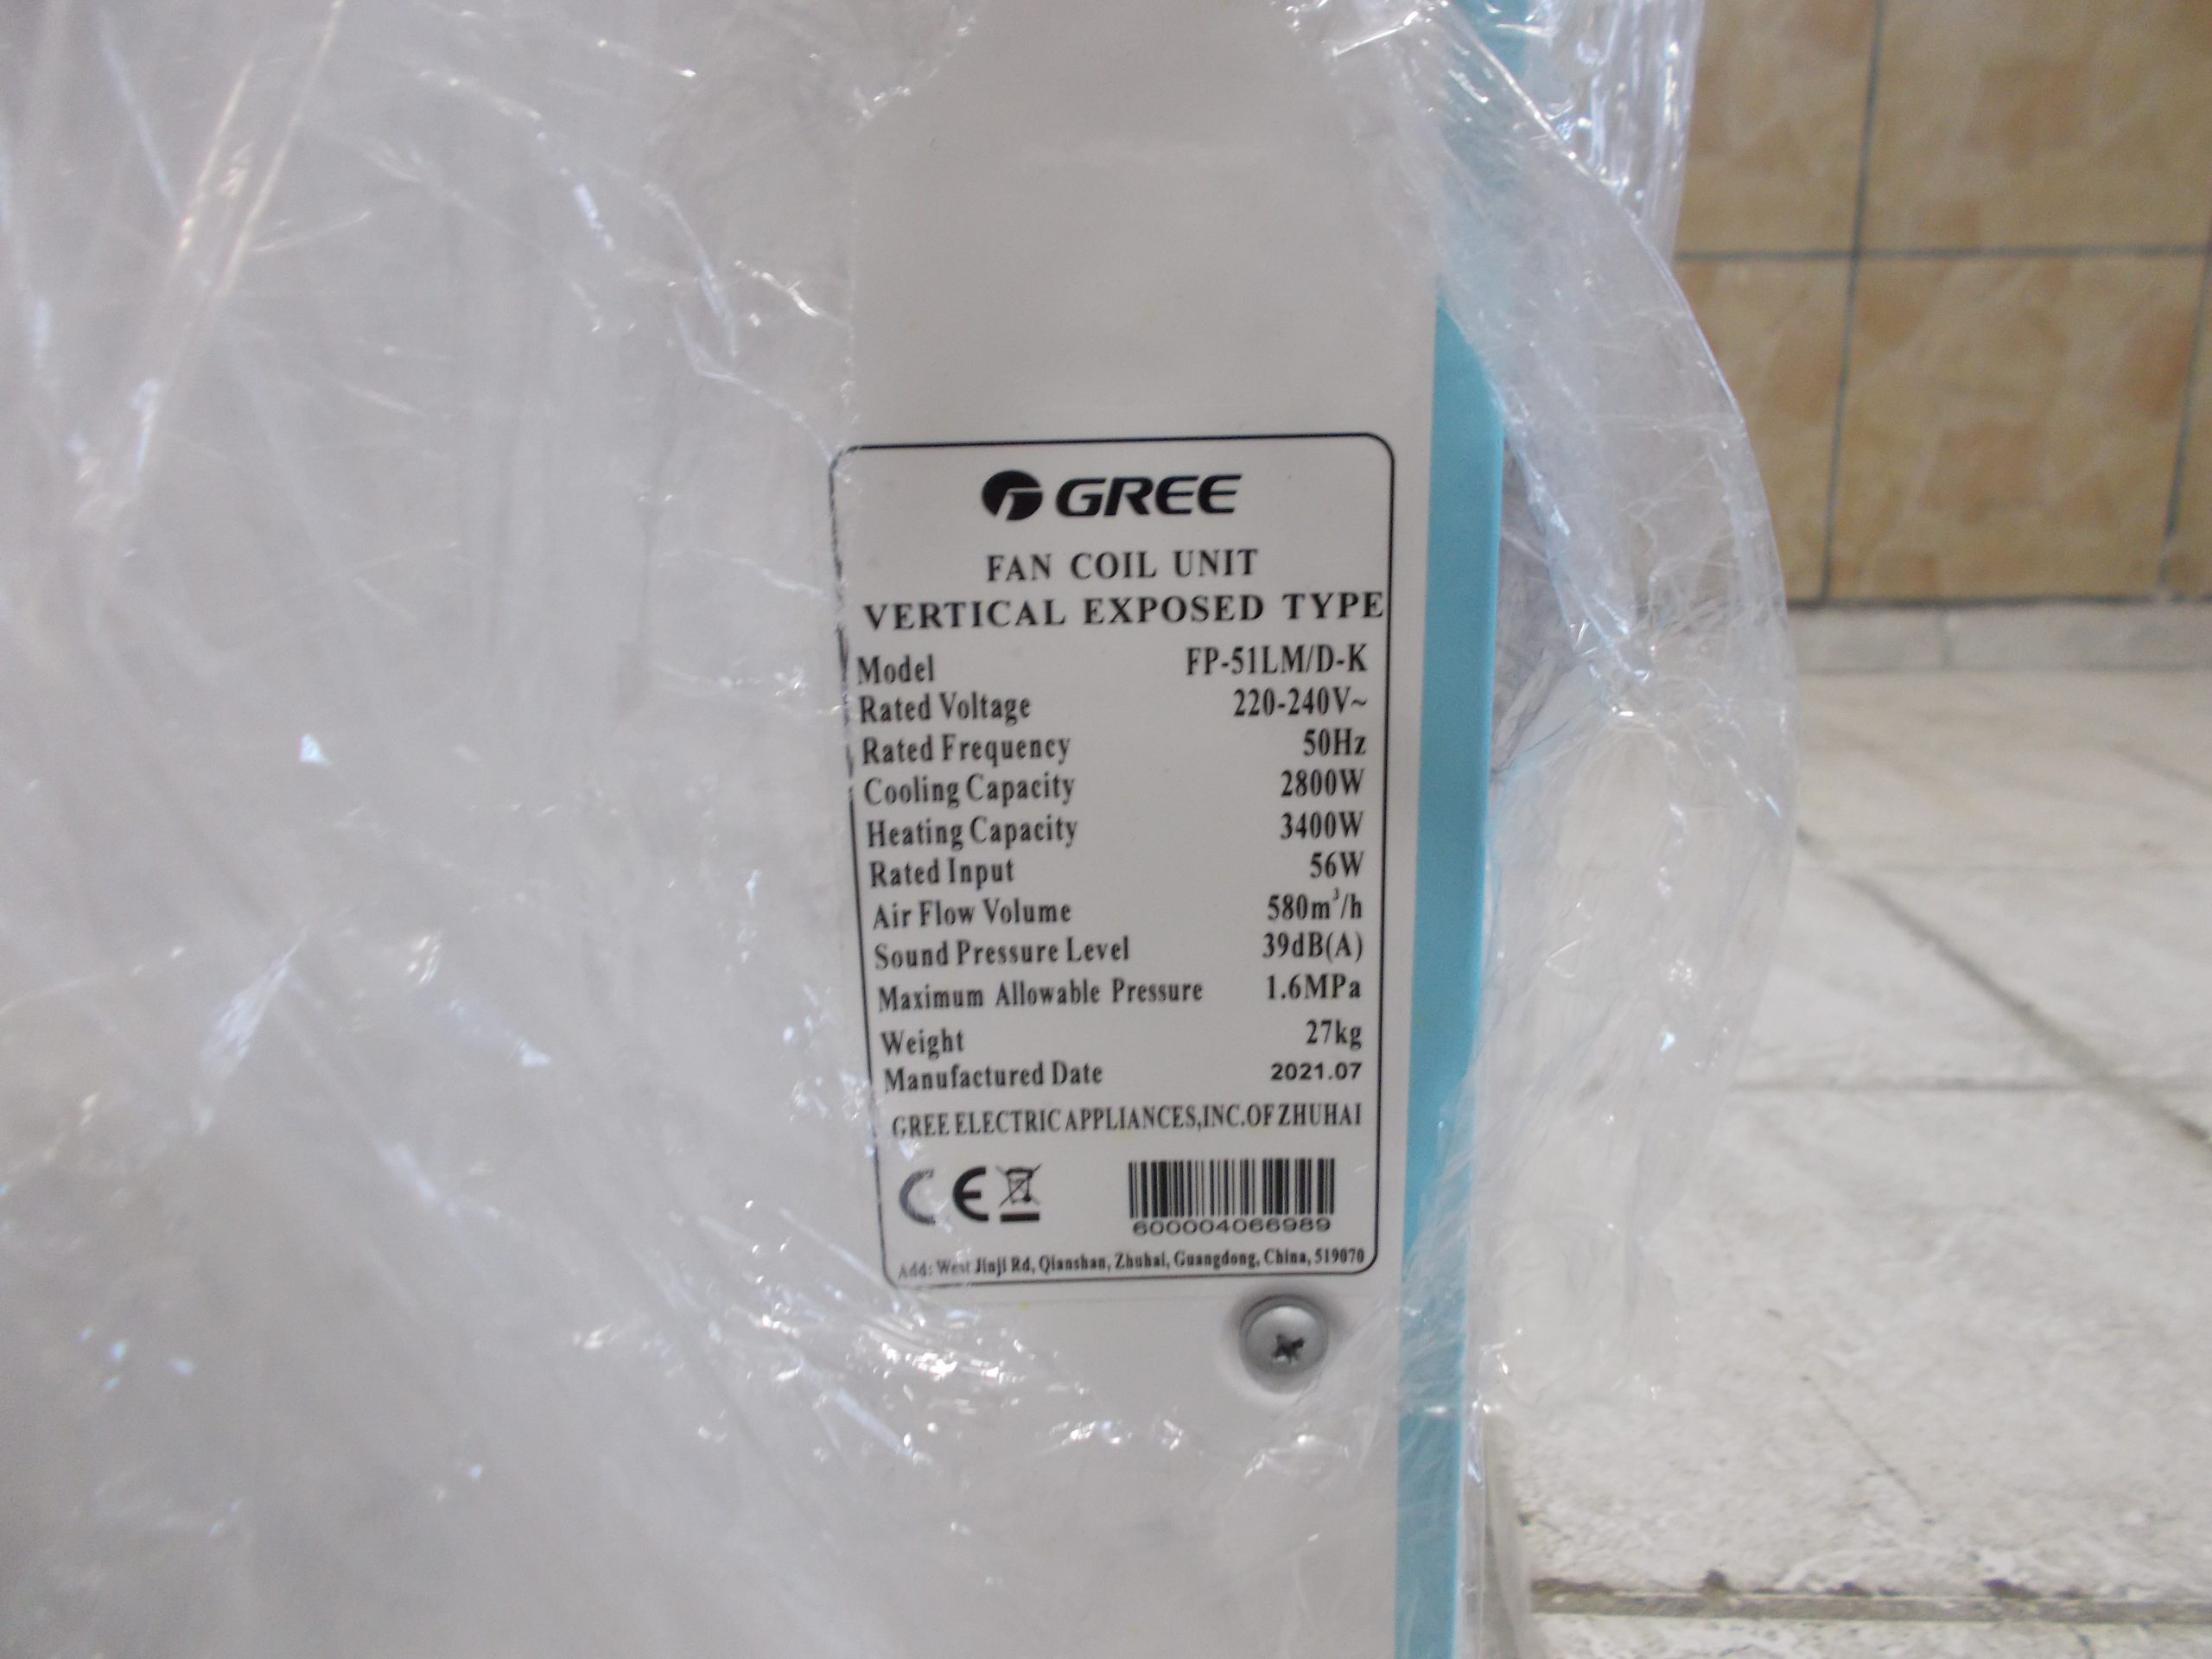 GREE
FAN COIL UNIT
VERTICAL EXPOSED TYPE
Model FP-51LM/D-K
Rated Voltage 220-240V~
Rated Frequency 50Hz
Cooling Capacity 2800W
Heating Capacity 3400W
Rated Input 56W
Air Flow Volume 580m³/h
Sound Pressure Level 39dB(A)
Maximum Allowable Pressure 1.6MPa
Weight 27kg
Manufactured Date 2021.07
GREE ELECTRIC APPLIANCES,INC.OF ZHUHAI
CE
600004066989
Add: West Jinji Rd, Qianshan, Zhuhai, Guangdong, China, 519070